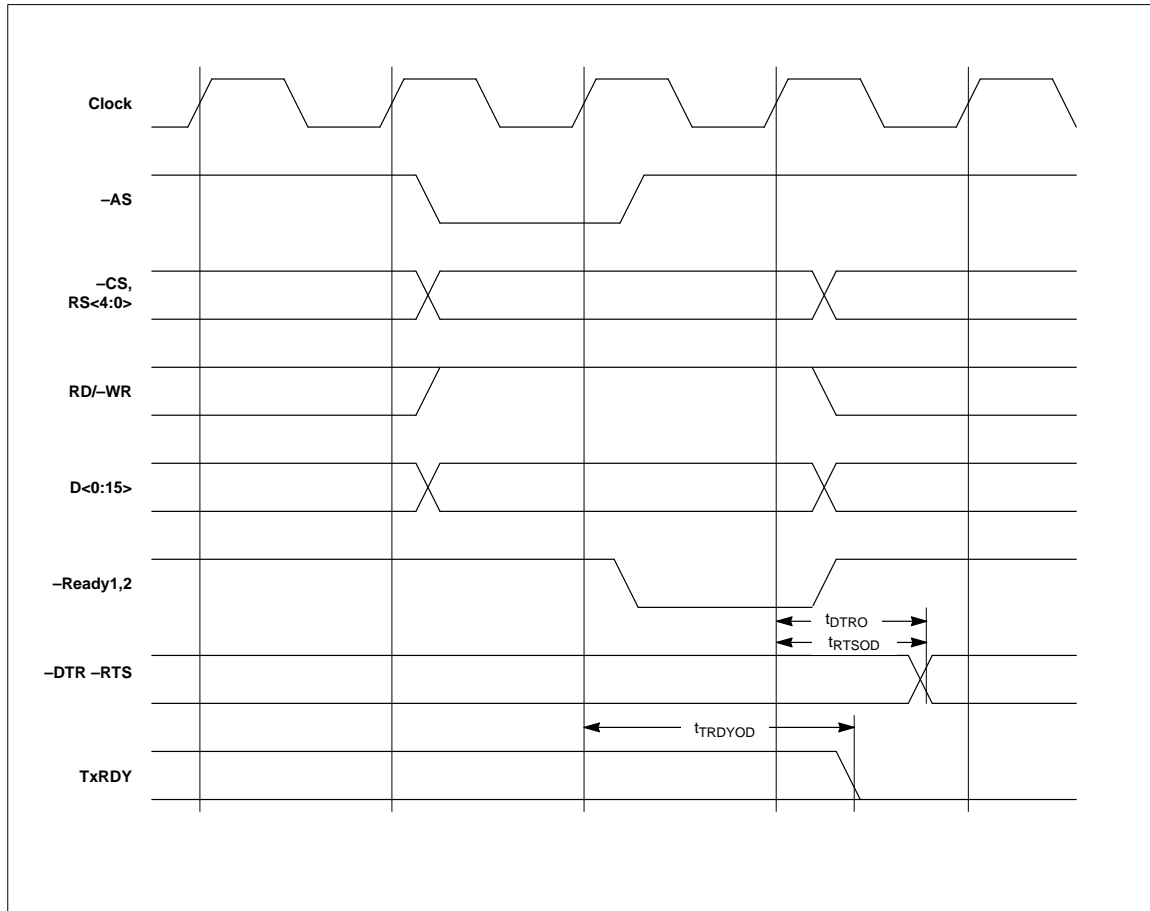 Clock
–AS
–CS,
RS<4:0>
RD/–WR
D<0:15>
–Ready1,2
tDTRO
tRTSOD
–DTR –RTS
tTRDYOD
TxRDY